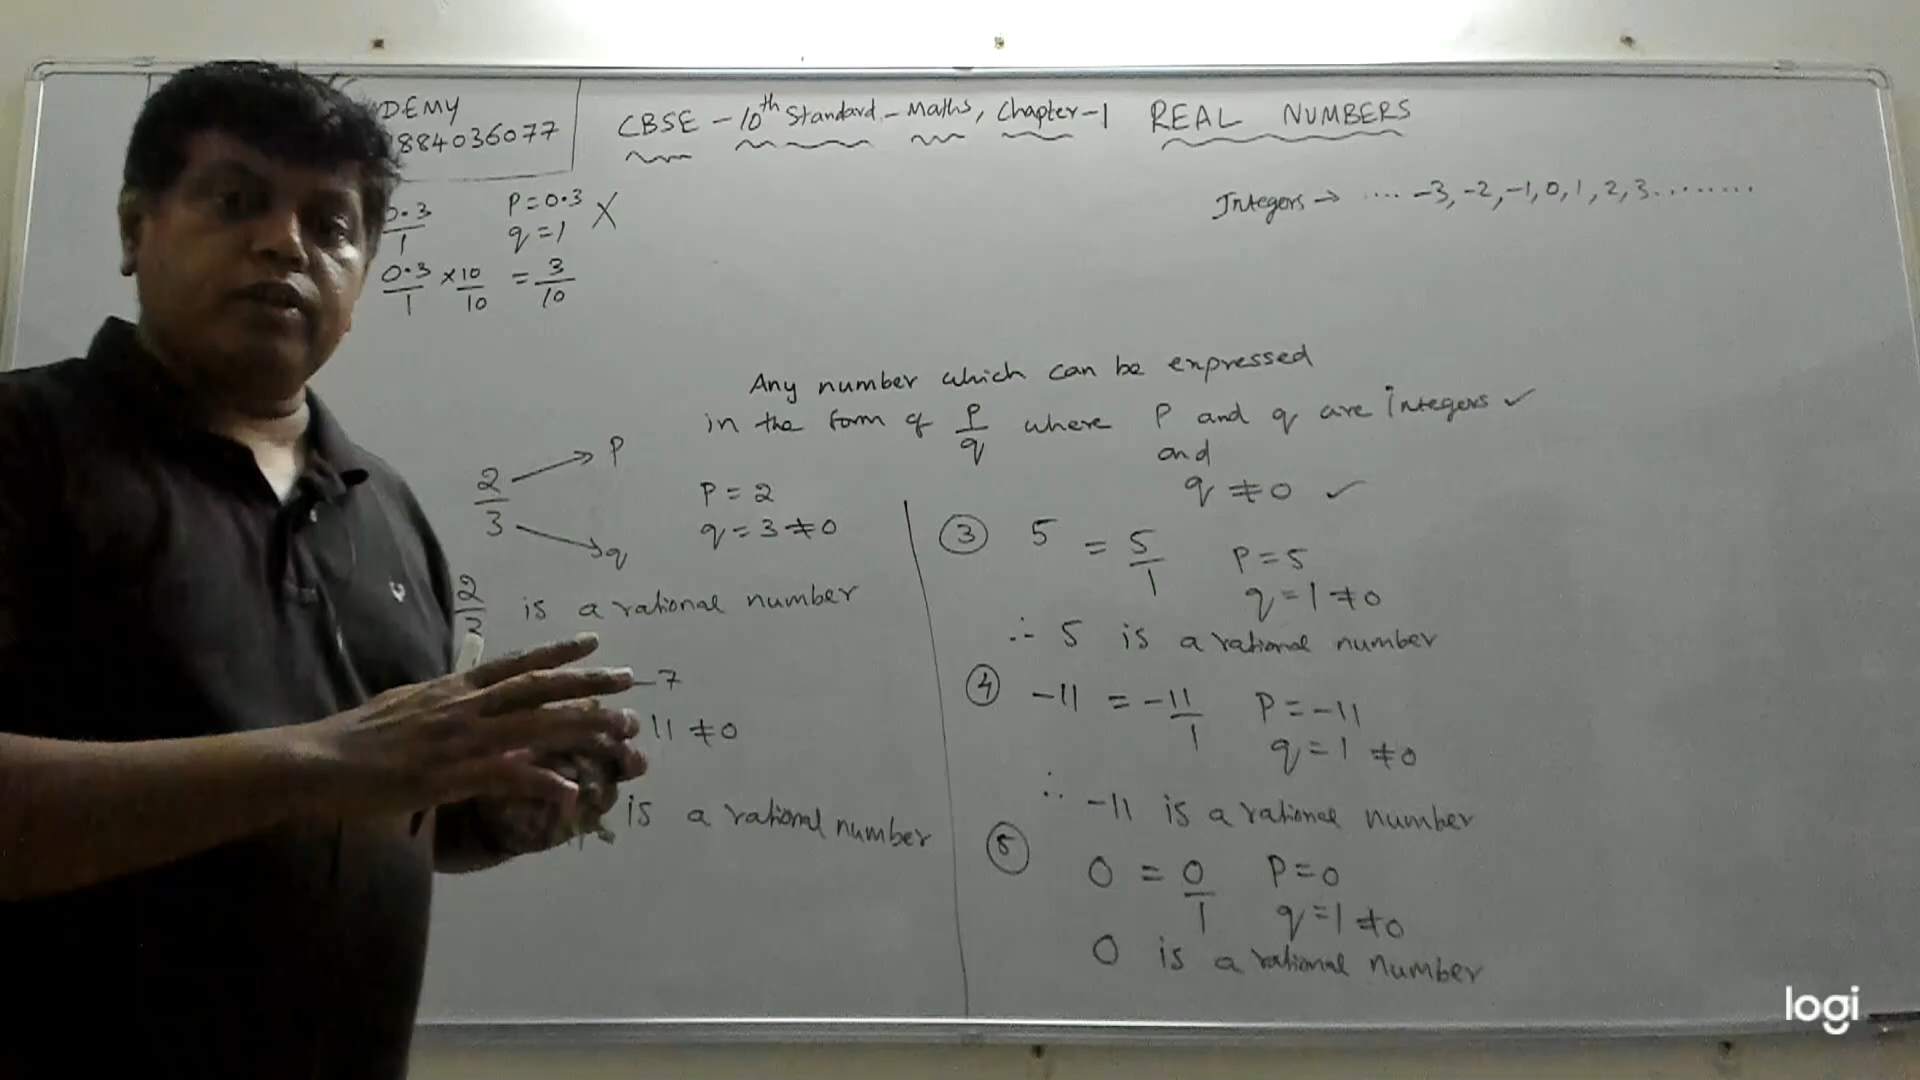 DEMY
884036077
CBSE - 10th Standard - Maths, Chapter-1 REAL NUMBERS
Integers → .... -3, -2, -1, 0, 1, 2, 3........
0.3/1 P=0.3
q=1 X
0.3/1 ×10/10 = 3/10
Any number which can be expressed
in the form of P/q where P and q are integers ✓
and
q ≠ 0 ✓
2/3 → P
→ q
P = 2
q = 3 ≠ 0
2/3 is a rational number
-7
11 ≠ 0
is a rational number
③ 5 = 5/1 P = 5
q = 1 ≠ 0
∴ 5 is a rational number
④ -11 = -11/1 P = -11
q = 1 ≠ 0
∴ -11 is a rational number
⑤ 0 = 0/1 P = 0
q = 1 ≠ 0
0 is a rational number
logi